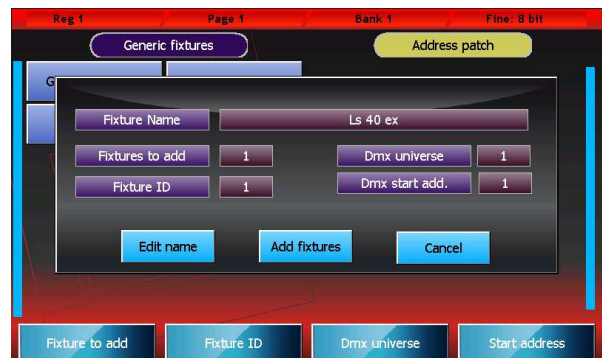 Reg 1 Page 1 Bank 1 Fine: 8 bit
Generic fixtures Address patch
G
Fixture Name Ls 40 ex
Fixtures to add 1 Dmx universe 1
Fixture ID 1 Dmx start add. 1
Edit name Add fixtures Cancel
Fixture to add Fixture ID Dmx universe Start address